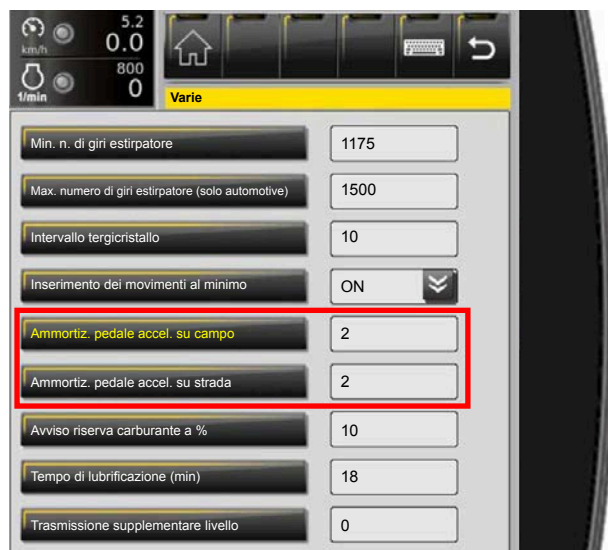 5.2
km/h 0.0
800
1/min 0
Varie
Min. n. di giri estirpatore 1175
Max. numero di giri estirpatore (solo automotive) 1500
Intervallo tergicristallo 10
Inserimento dei movimenti al minimo ON
Ammortiz. pedale accel. su campo 2
Ammortiz. pedale accel. su strada 2
Avviso riserva carburante a % 10
Tempo di lubrificazione (min) 18
Trasmissione supplementare livello 0